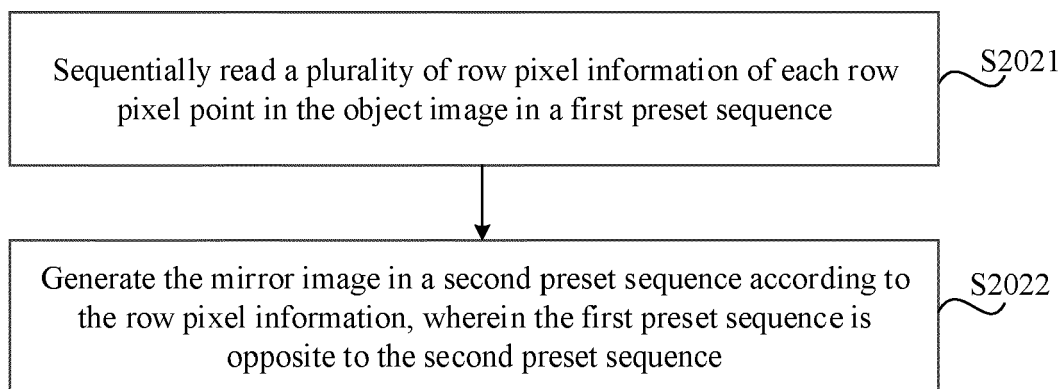 Sequentially read a plurality of row pixel information of each row
pixel point in the object image in a first preset sequence
S2021
Generate the mirror image in a second preset sequence according to
the row pixel information, wherein the first preset sequence is
opposite to the second preset sequence
S2022